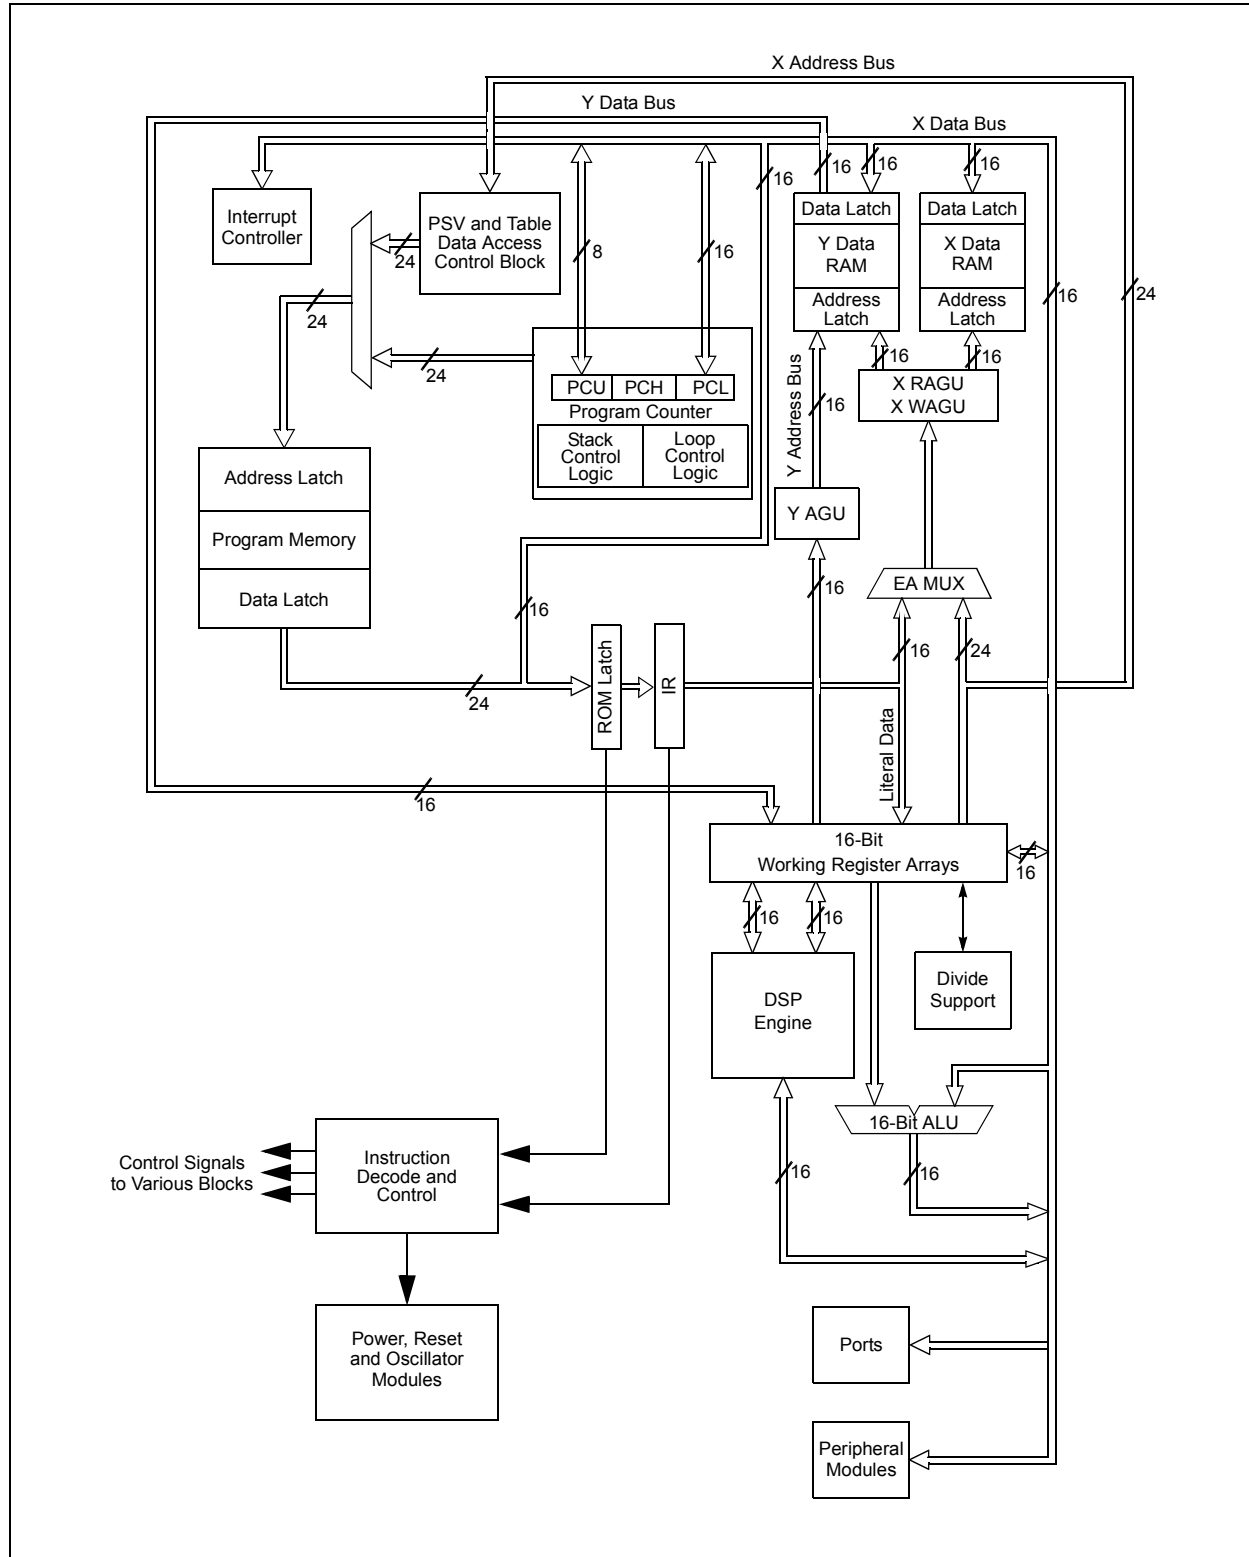 X Address Bus
Y Data Bus
X Data Bus
16
16
16
16
Interrupt
Controller
PSV and Table
Data Access
Control Block
24
8
16
Data Latch
Y Data
RAM
Address
Latch
Data Latch
X Data
RAM
Address
Latch
16
24
24
24
16
16
PCU
PCH
PCL
Program Counter
Stack
Control
Logic
Loop
Control
Logic
Y Address Bus
16
X RAGU
X WAGU
Address Latch
Program Memory
Data Latch
Y AGU
EA MUX
16
16
16
24
24
ROM Latch
IR
Literal Data
16
16-Bit
Working Register Arrays
16
16
16
DSP
Engine
Divide
Support
16-Bit ALU
16
16
Control Signals
to Various Blocks
Instruction
Decode and
Control
Power, Reset
and Oscillator
Modules
Ports
Peripheral
Modules